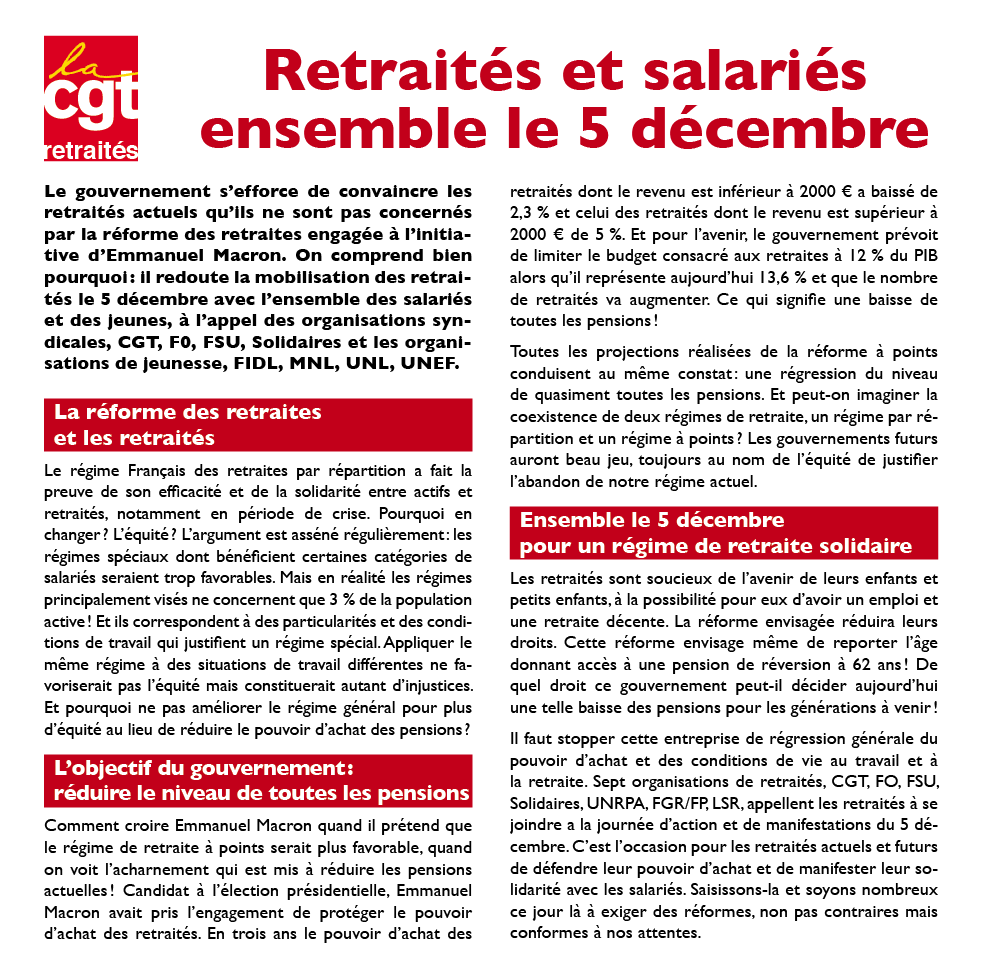 la
cgt
retraités
Retraités et salariés
ensemble le 5 décembre
Le gouvernement s’efforce de convaincre les
retraités actuels qu’ils ne sont pas concernés
par la réforme des retraites engagée à l’initia-
tive d’Emmanuel Macron. On comprend bien
pourquoi : il redoute la mobilisation des retrai-
tés le 5 décembre avec l’ensemble des salariés
et des jeunes, à l’appel des organisations syn-
dicales, CGT, F0, FSU, Solidaires et les organi-
sations de jeunesse, FIDL, MNL, UNL, UNEF.
La réforme des retraites
et les retraités
Le régime Français des retraites par répartition a fait la
preuve de son efficacité et de la solidarité entre actifs et
retraités, notamment en période de crise. Pourquoi en
changer ? L’équité ? L’argument est asséné régulièrement : les
régimes spéciaux dont bénéficient certaines catégories de
salariés seraient trop favorables. Mais en réalité les régimes
principalement visés ne concernent que 3 % de la population
active ! Et ils correspondent à des particularités et des condi-
tions de travail qui justifient un régime spécial. Appliquer le
même régime à des situations de travail différentes ne fa-
voriserait pas l’équité mais constituerait autant d’injustices.
Et pourquoi ne pas améliorer le régime général pour plus
d’équité au lieu de réduire le pouvoir d’achat des pensions ?
L’objectif du gouvernement :
réduire le niveau de toutes les pensions
Comment croire Emmanuel Macron quand il prétend que
le régime de retraite à points serait plus favorable, quand
on voit l’acharnement qui est mis à réduire les pensions
actuelles ! Candidat à l’élection présidentielle, Emmanuel
Macron avait pris l’engagement de protéger le pouvoir
d’achat des retraités. En trois ans le pouvoir d’achat des
retraités dont le revenu est inférieur à 2000 € a baissé de
2,3 % et celui des retraités dont le revenu est supérieur à
2000 € de 5 %. Et pour l’avenir, le gouvernement prévoit
de limiter le budget consacré aux retraites à 12 % du PIB
alors qu’il représente aujourd’hui 13,6 % et que le nombre
de retraités va augmenter. Ce qui signifie une baisse de
toutes les pensions !
Toutes les projections réalisées de la réforme à points
conduisent au même constat : une régression du niveau
de quasiment toutes les pensions. Et peut-on imaginer la
coexistence de deux régimes de retraite, un régime par ré-
partition et un régime à points ? Les gouvernements futurs
auront beau jeu, toujours au nom de l’équité de justifier
l’abandon de notre régime actuel.
Ensemble le 5 décembre
pour un régime de retraite solidaire
Les retraités sont soucieux de l’avenir de leurs enfants et
petits enfants, à la possibilité pour eux d’avoir un emploi et
une retraite décente. La réforme envisagée réduira leurs
droits. Cette réforme envisage même de reporter l’âge
donnant accès à une pension de réversion à 62 ans ! De
quel droit ce gouvernement peut-il décider aujourd’hui
une telle baisse des pensions pour les générations à venir !
Il faut stopper cette entreprise de régression générale du
pouvoir d’achat et des conditions de vie au travail et à
la retraite. Sept organisations de retraités, CGT, FO, FSU,
Solidaires, UNRPA, FGR/FP, LSR, appellent les retraités à se
joindre a la journée d’action et de manifestations du 5 dé-
cembre. C’est l’occasion pour les retraités actuels et futurs
de défendre leur pouvoir d’achat et de manifester leur so-
lidarité avec les salariés. Saisissons-la et soyons nombreux
ce jour là à exiger des réformes, non pas contraires mais
conformes à nos attentes.